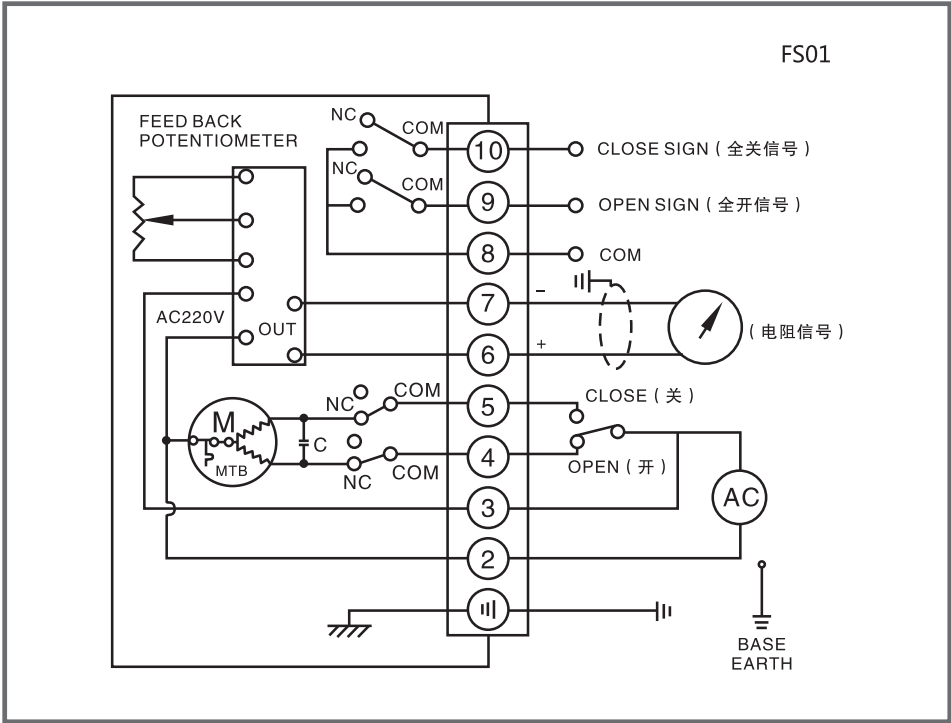 FS01
FEED BACK
POTENTIOMETER
NC
COM
10
CLOSE SIGN ( 全关信号 )
NC
COM
9
OPEN SIGN ( 全开信号 )
8
COM
7
−
AC220V
OUT
( 电阻信号 )
6
+
NC
COM
5
CLOSE ( 关 )
M
MTB
C
NC
COM
4
OPEN ( 开 )
3
AC
2
BASE
EARTH